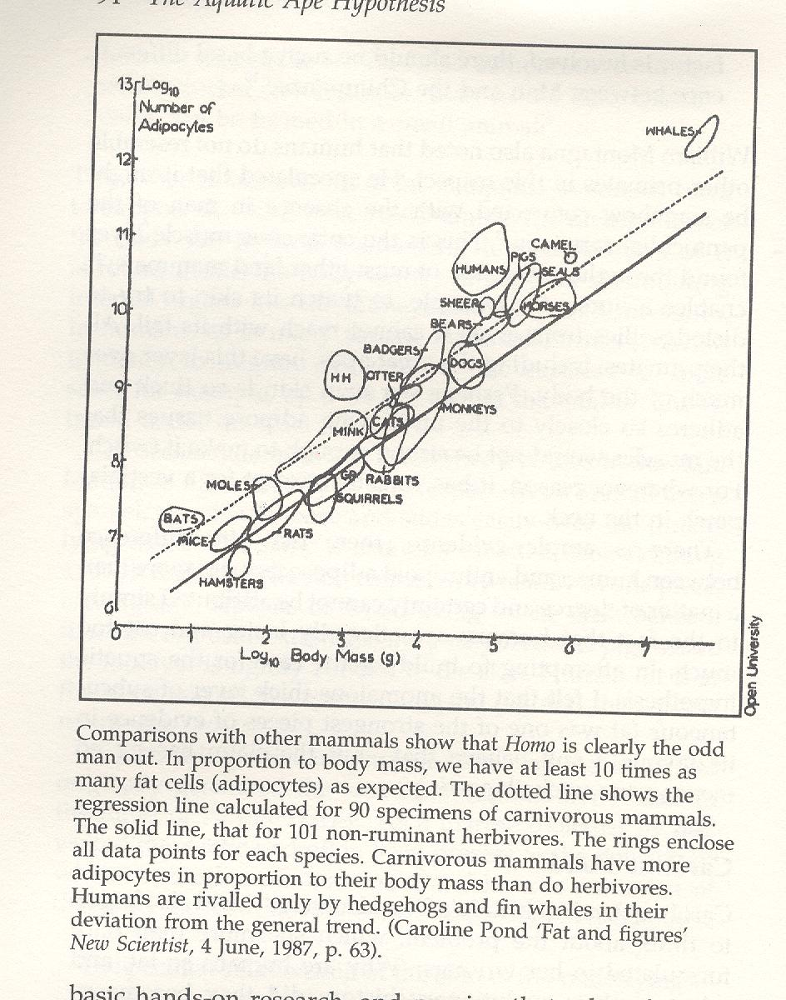 The Aquatic Ape Hypothesis
13 Log10
Number of
Adipocytes
WHALES
12
11
CAMEL
PIGS
HUMANS
SEALS
SHEER
HORSES
10
BEARS
BADGERS
DOGS
HH
OTTER
9
MONKEYS
CATS
MINK
8
GP
RABBITS
MOLES
SQUIRRELS
BATS
7
MICE
RATS
HAMSTERS
6
0 1 2 3 4 5 6 7
Log10 Body Mass (g)
Open University
Comparisons with other mammals show that Homo is clearly the odd
man out. In proportion to body mass, we have at least 10 times as
many fat cells (adipocytes) as expected. The dotted line shows the
regression line calculated for 90 specimens of carnivorous mammals.
The solid line, that for 101 non-ruminant herbivores. The rings enclose
all data points for each species. Carnivorous mammals have more
adipocytes in proportion to their body mass than do herbivores.
Humans are rivalled only by hedgehogs and fin whales in their
deviation from the general trend. (Caroline Pond 'Fat and figures'
New Scientist, 4 June, 1987, p. 63).
basic hands-on research, and